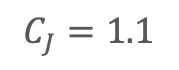 C_J = 1.1